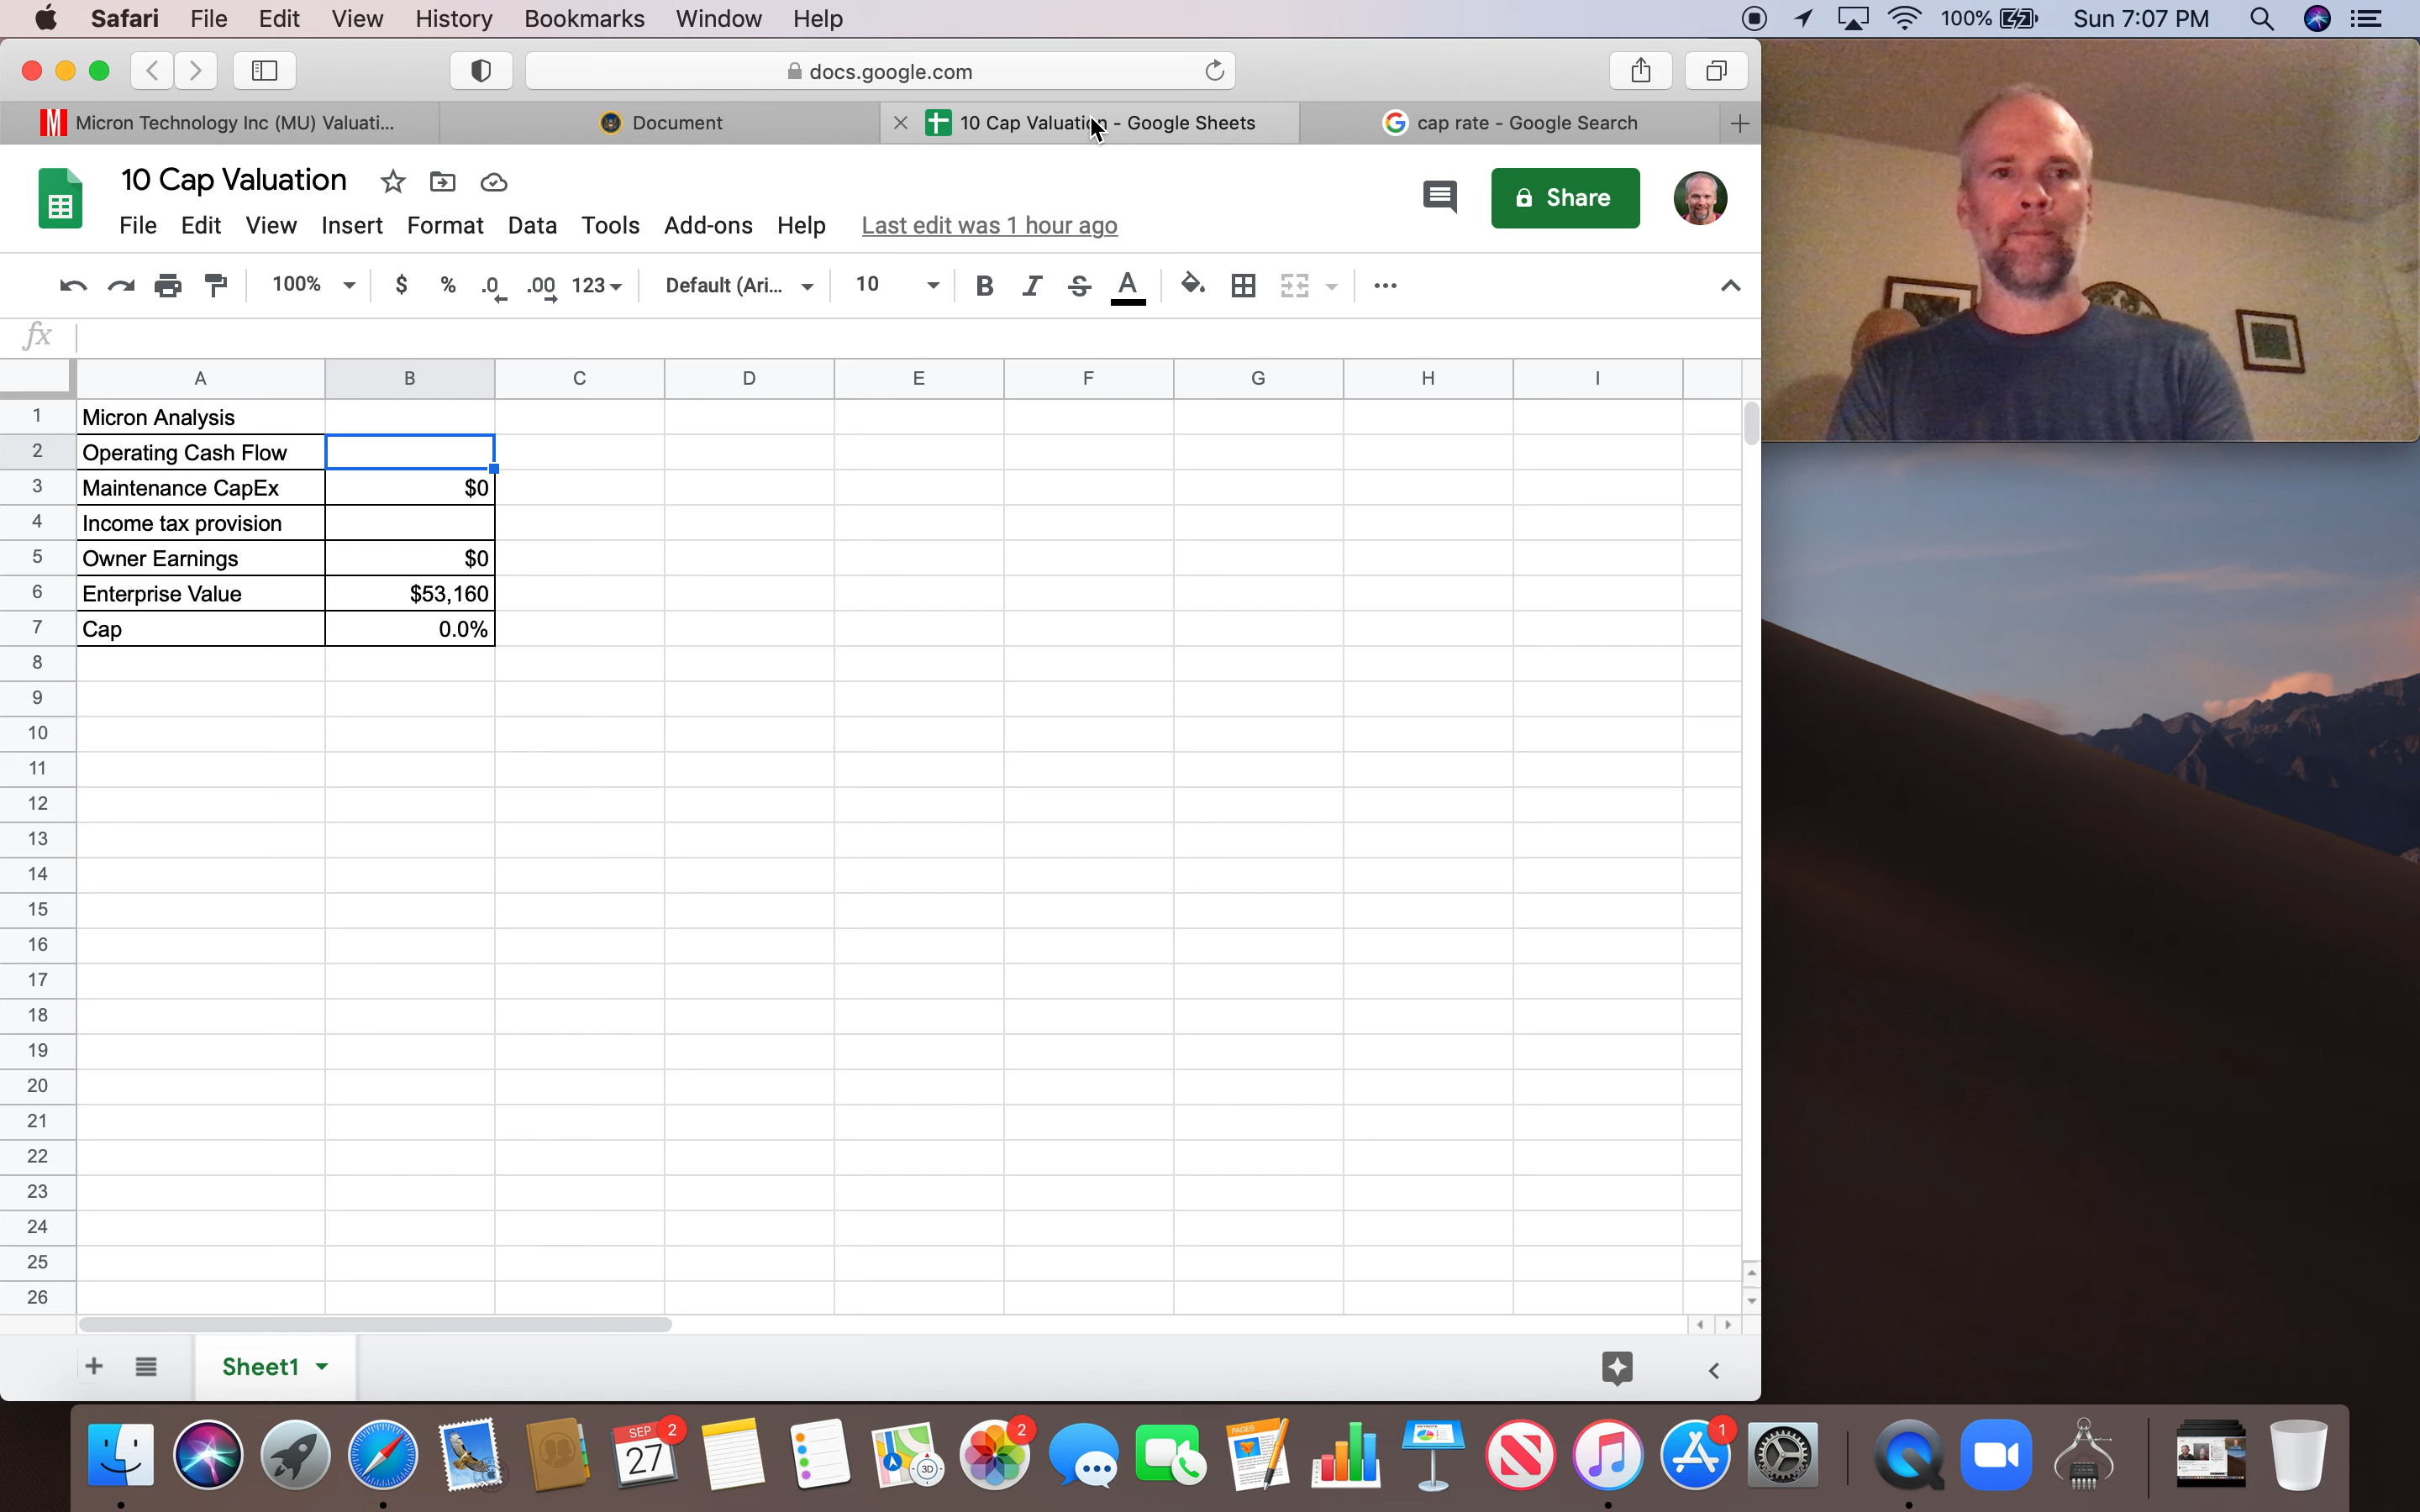 Safari File Edit View History Bookmarks Window Help 100% Sun 7:07 PM
docs.google.com
Micron Technology Inc (MU) Valuati... Document 10 Cap Valuation - Google Sheets cap rate - Google Search
10 Cap Valuation
Share
File Edit View Insert Format Data Tools Add-ons Help Last edit was 1 hour ago
100% $ % .0 .00 123 Default (Ari... 10 B I S A
fx
A B C D E F G H I
1 Micron Analysis
2 Operating Cash Flow
3 Maintenance CapEx $0
4 Income tax provision
5 Owner Earnings $0
6 Enterprise Value $53,160
7 Cap 0.0%
8
9
10
11
12
13
14
15
16
17
18
19
20
21
22
23
24
25
26
Sheet1
SEP 2
27
3D
2
PAGES
1